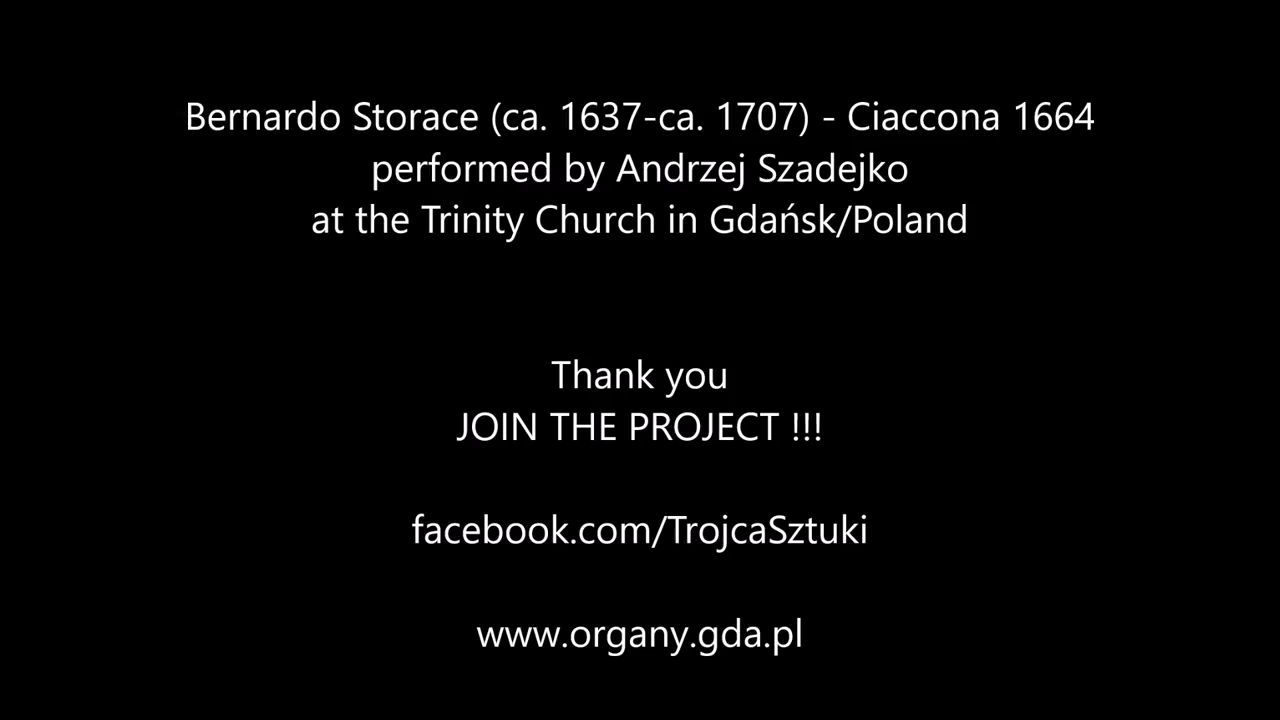 Bernardo Storace (ca. 1637-ca. 1707) - Ciaccona 1664
performed by Andrzej Szadejko
at the Trinity Church in Gdańsk/Poland
Thank you
JOIN THE PROJECT !!!
facebook.com/TrojcaSztuki
www.organy.gda.pl